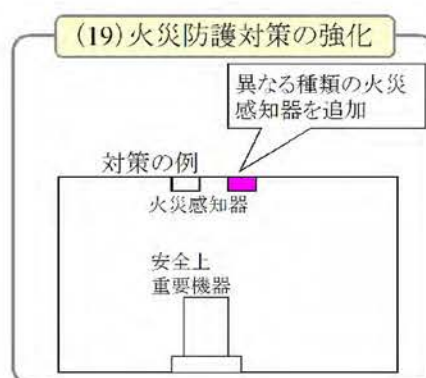 (19)火災防護対策の強化
異なる種類の火災
感知器を追加
対策の例
火災感知器
安全上
重要機器